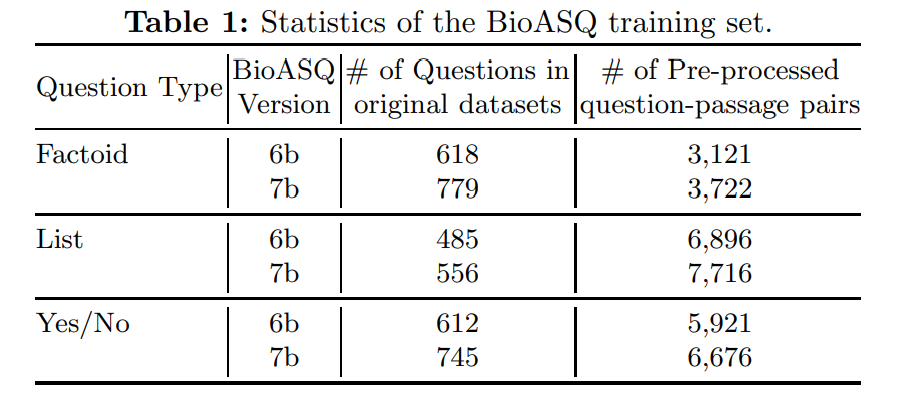 Table 1: Statistics of the BioASQ training set.
Question Type BioASQ Version # of Questions in original datasets # of Pre-processed question-passage pairs
Factoid 6b 618 3,121
7b 779 3,722
List 6b 485 6,896
7b 556 7,716
Yes/No 6b 612 5,921
7b 745 6,676